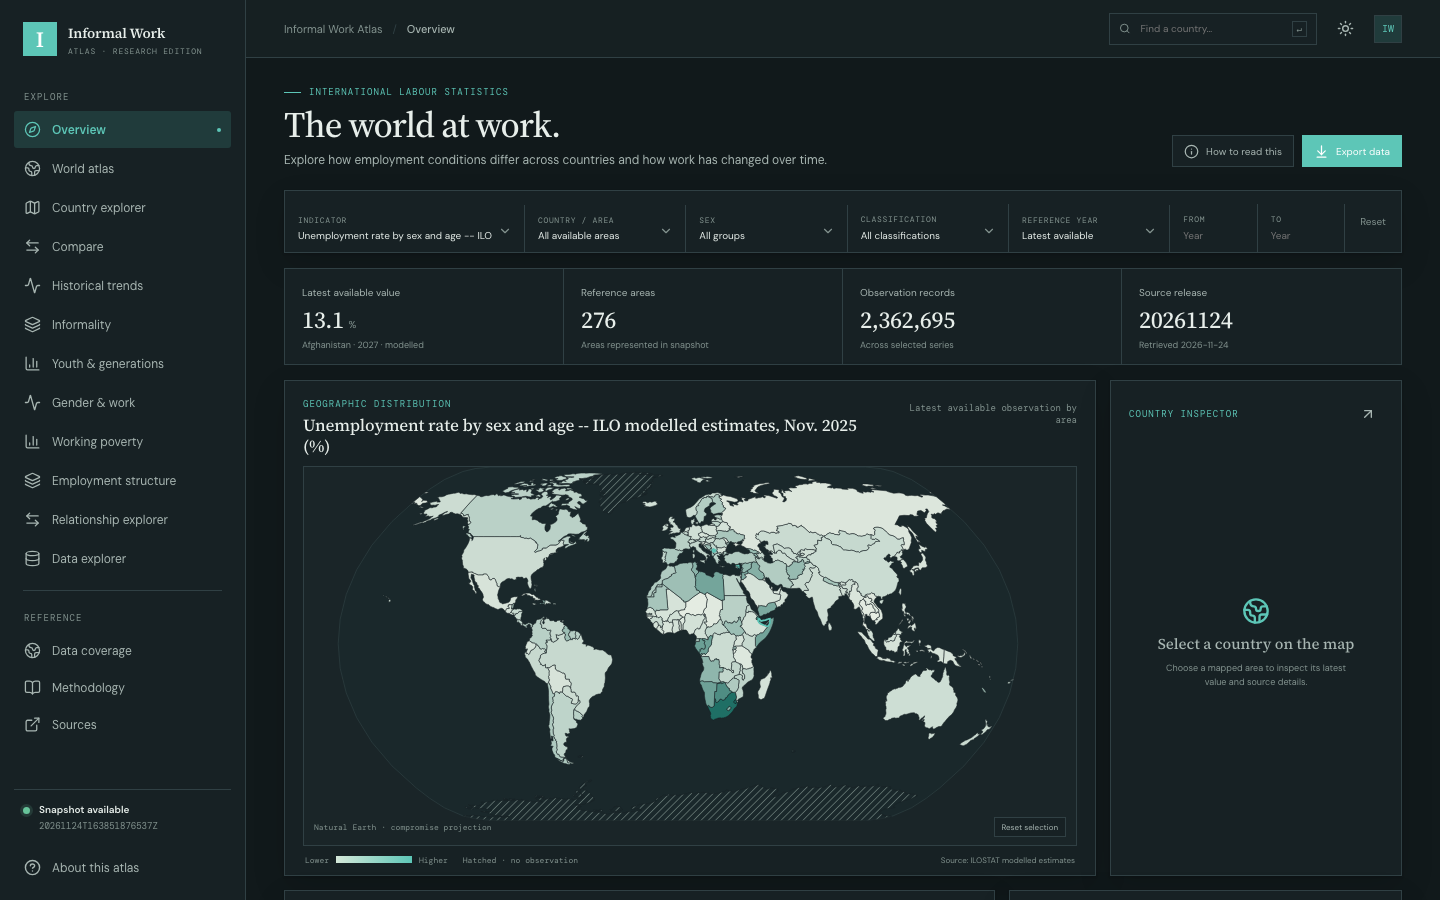 I
Informal Work
ATLAS · RESEARCH EDITION
EXPLORE
Overview
World atlas
Country explorer
Compare
Historical trends
Informality
Youth & generations
Gender & work
Working poverty
Employment structure
Relationship explorer
Data explorer
REFERENCE
Data coverage
Methodology
Sources
Snapshot available
20261124T163851876537Z
About this atlas
Informal Work Atlas / Overview
Find a country...
IW
INTERNATIONAL LABOUR STATISTICS
The world at work.
Explore how employment conditions differ across countries and how work has changed over time.
How to read this
Export data
INDICATOR
Unemployment rate by sex and age -- ILO
COUNTRY / AREA
All available areas
SEX
All groups
CLASSIFICATION
All classifications
REFERENCE YEAR
Latest available
FROM
Year
TO
Year
Reset
Latest available value
13.1 %
Afghanistan · 2027 · modelled
Reference areas
276
Areas represented in snapshot
Observation records
2,362,695
Across selected series
Source release
20261124
Retrieved 2026-11-24
GEOGRAPHIC DISTRIBUTION
Unemployment rate by sex and age -- ILO modelled estimates, Nov. 2025
(%)
Latest available observation by
area
Natural Earth · compromise projection
Reset selection
Lower
Higher
Hatched · no observation
Source: ILOSTAT modelled estimates
COUNTRY INSPECTOR
Select a country on the map
Choose a mapped area to inspect its latest
value and source details.